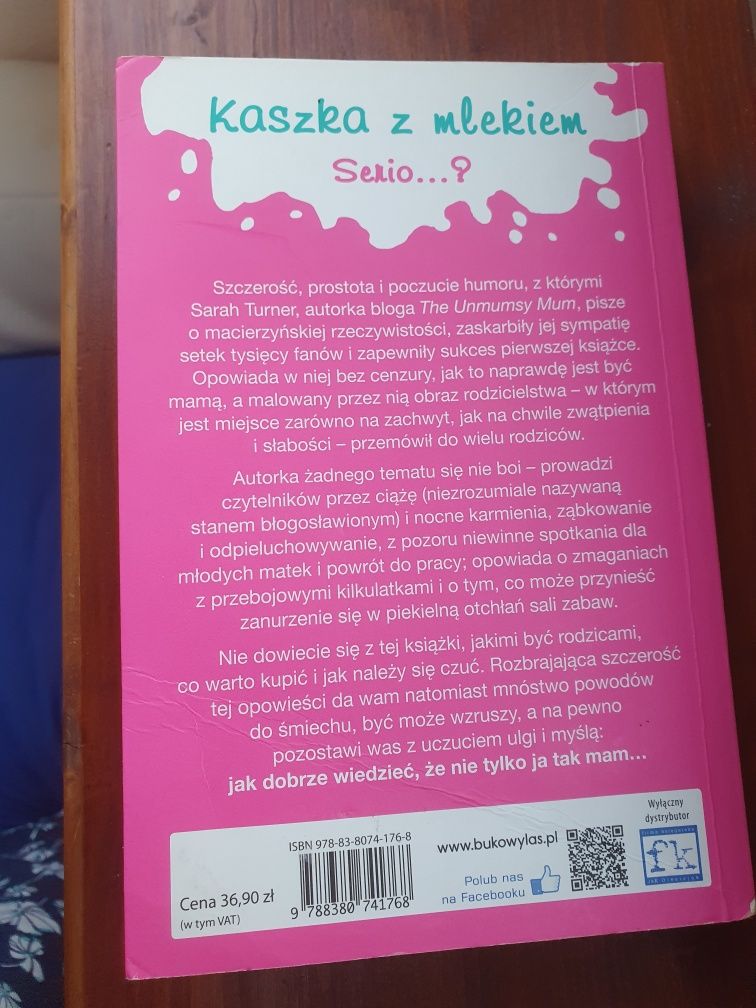 Kaszka z mlekiem
Serio...?
Szczerość, prostota i poczucie humoru, z którymi
Sarah Turner, autorka bloga The Unmumsy Mum, pisze
o macierzyńskiej rzeczywistości, zaskarbiły jej sympatię
setek tysięcy fanów i zapewniły sukces pierwszej książce.
Opowiada w niej bez cenzury, jak to naprawdę jest być
mamą, a malowany przez nią obraz rodzicielstwa – w którym
jest miejsce zarówno na zachwyt, jak na chwile zwątpienia
i słabości – przemówił do wielu rodziców.
Autorka żadnego tematu się nie boi – prowadzi
czytelników przez ciążę (niezrozumiale nazywaną
stanem błogosławionym) i nocne karmienia, ząbkowanie
i odpieluchowywanie, z pozoru niewinne spotkania dla
młodych matek i powrót do pracy; opowiada o zmaganiach
z przebojowymi kilkulatkami i o tym, co może przynieść
zanurzenie się w piekielną otchłań sali zabaw.
Nie dowiecie się z tej książki, jakimi być rodzicami,
co warto kupić i jak należy się czuć. Rozbrajająca szczerość
tej opowieści da wam natomiast mnóstwo powodów
do śmiechu, być może wzruszy, a na pewno
pozostawi was z uczuciem ulgi i myślą:
jak dobrze wiedzieć, że nie tylko ja tak mam...
Cena 36,90 zł
(w tym VAT)
ISBN 978-83-8074-176-8
9 788380 741768
www.bukowylas.pl
Polub nas
na Facebooku
Wyłączny
dystrybutor
firma księgarska
fk